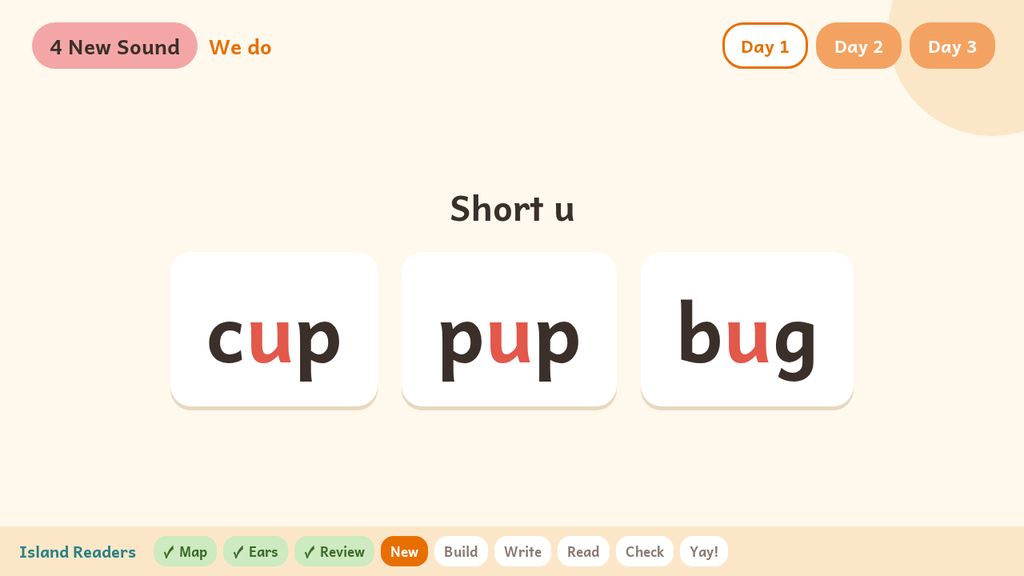 4 New Sound We do Day 1 Day 2 Day 3
Short u
cup pup bug
Island Readers ✓ Map ✓ Ears ✓ Review New Build Write Read Check Yay!